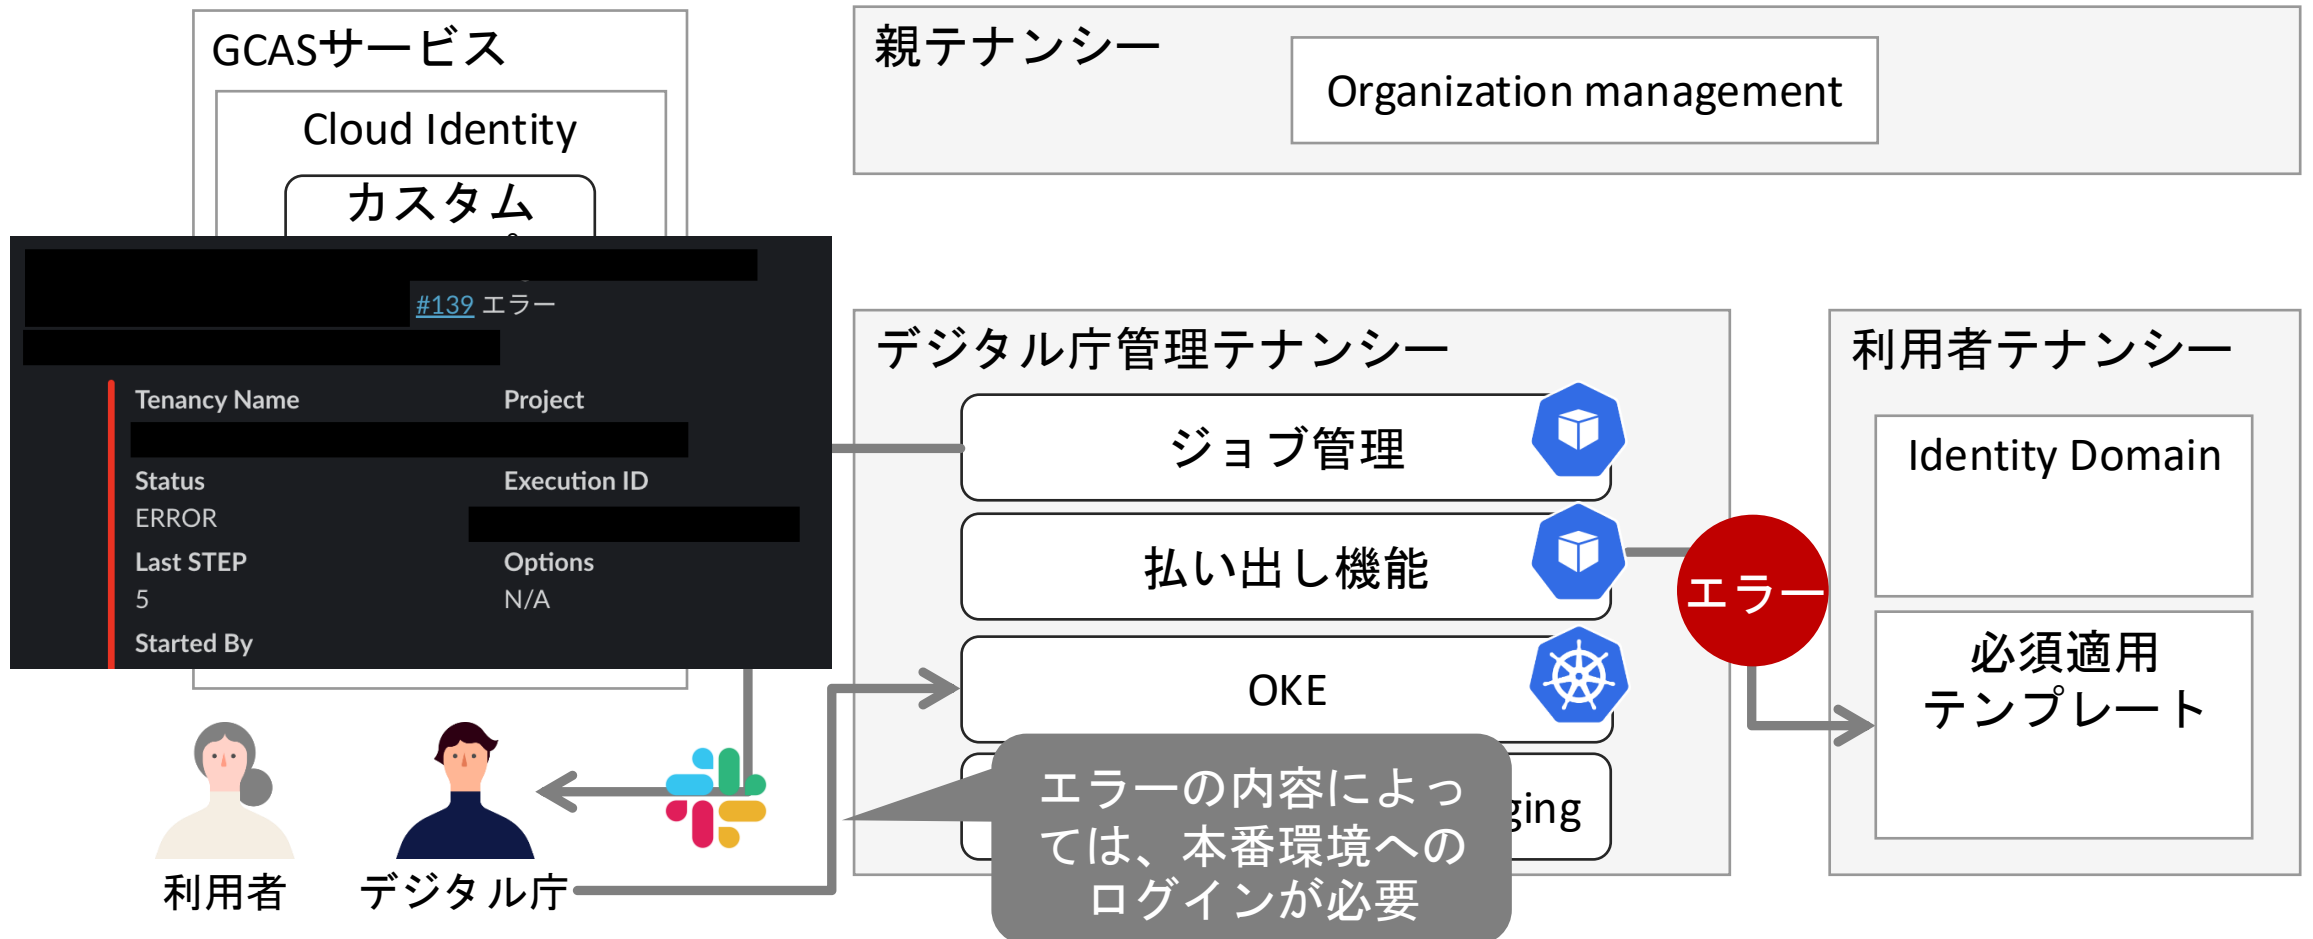 GCASサービス
Cloud Identity
カスタム
親テナンシー
Organization management
#139 エラー
Tenancy Name
Project
Status
Execution ID
ERROR
Last STEP
Options
5
N/A
Started By
デジタル庁管理テナンシー
ジョブ管理
払い出し機能
OKE
ging
エラーの内容によっ
ては、本番環境への
ログインが必要
エラー
利用者テナンシー
Identity Domain
必須適用
テンプレート
利用者
デジタル庁